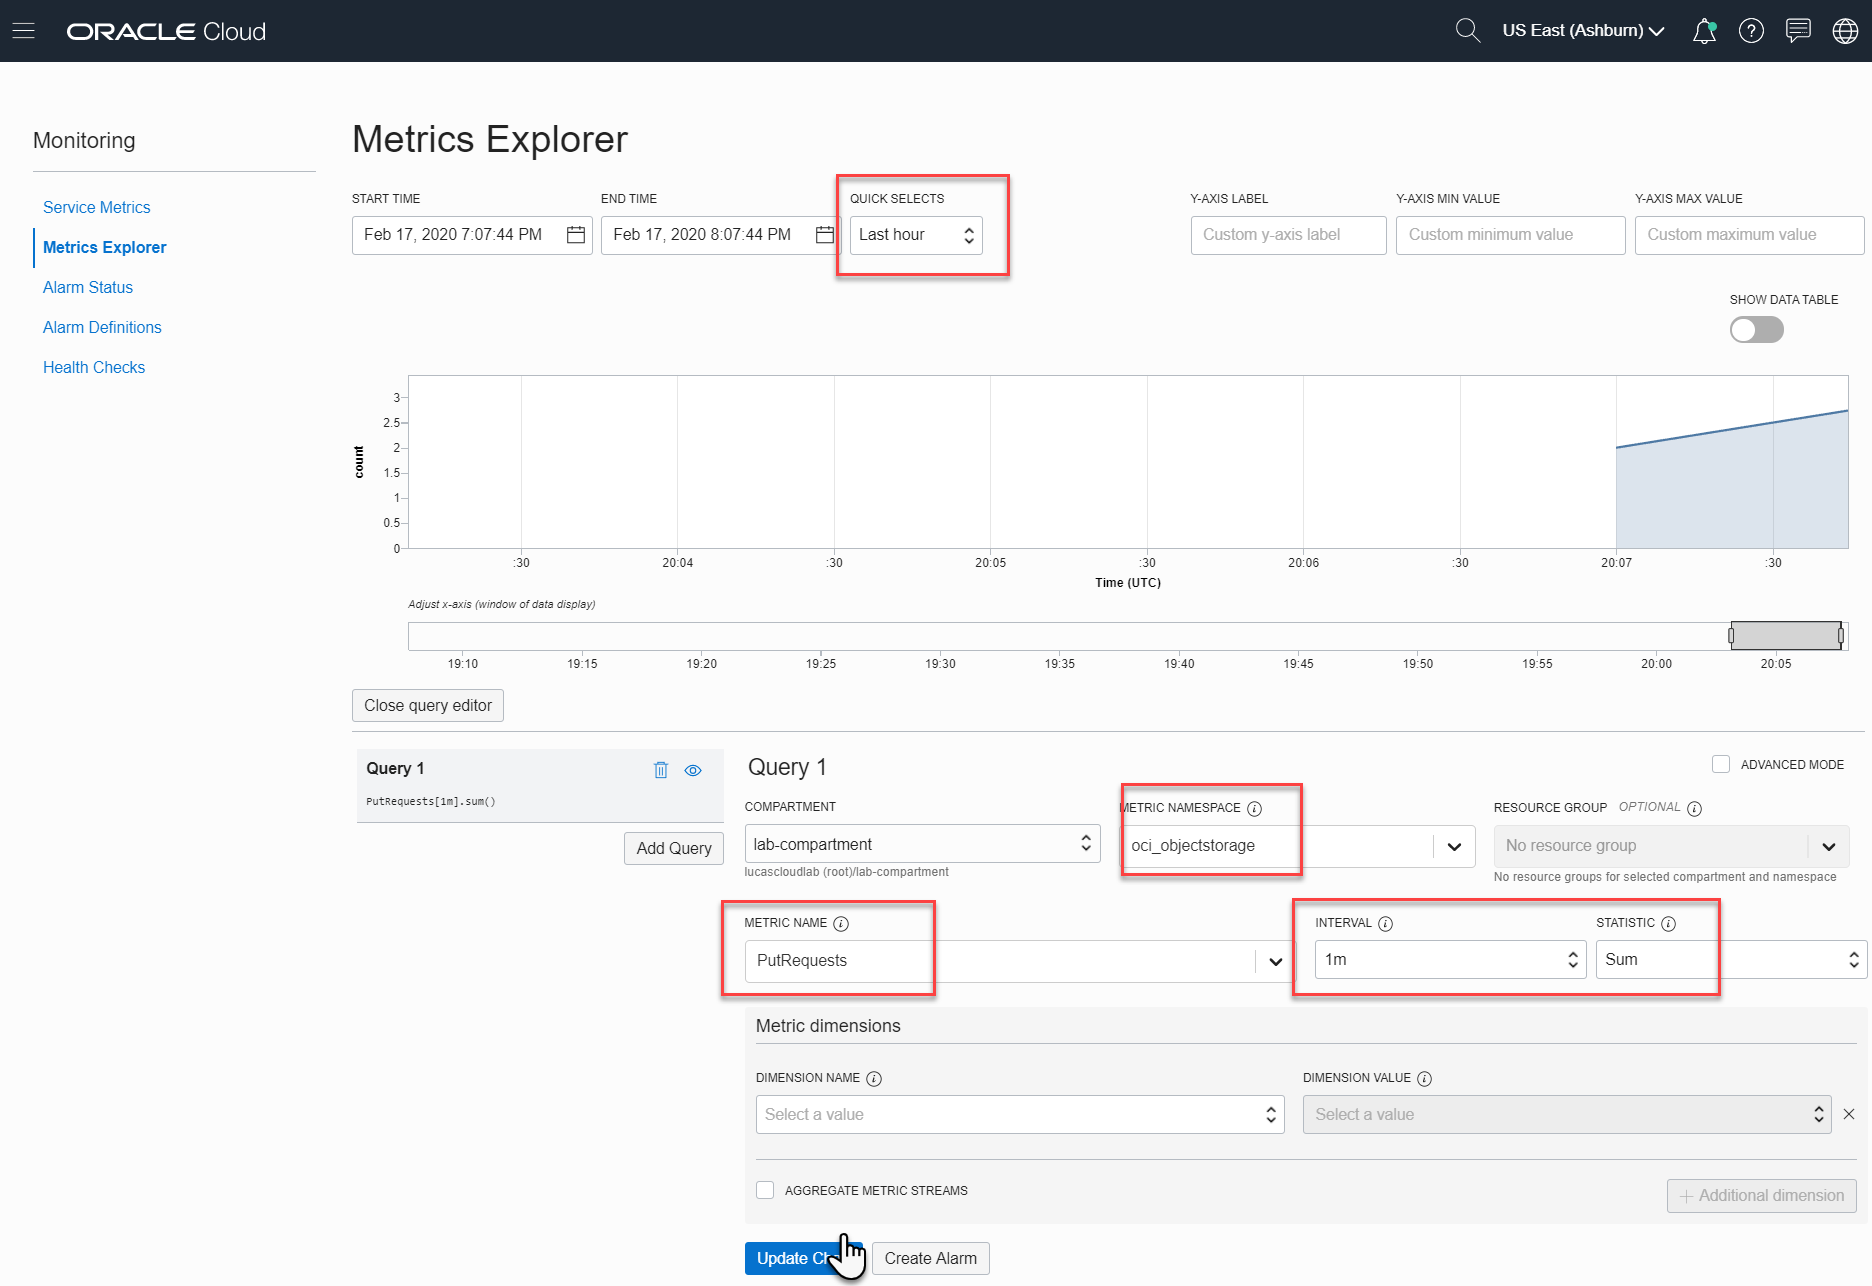 ORACLE Cloud
US East (Ashburn)
Monitoring
Service Metrics
Metrics Explorer
Alarm Status
Alarm Definitions
Health Checks
Metrics Explorer
START TIME
END TIME
QUICK SELECTS
Y-AXIS LABEL
Y-AXIS MIN VALUE
Y-AXIS MAX VALUE
Feb 17, 2020 7:07:44 PM
Feb 17, 2020 8:07:44 PM
Last hour
Custom y-axis label
Custom minimum value
Custom maximum value
SHOW DATA TABLE
3
2.5
2
1.5
1
0.5
0
count
:30
20:04
:30
20:05
:30
20:06
:30
20:07
:30
Time (UTC)
Adjust x-axis (window of data display)
19:10
19:15
19:20
19:25
19:30
19:35
19:40
19:45
19:50
19:55
20:00
20:05
Close query editor
Query 1
PutRequests[1m].sum()
Add Query
Query 1
ADVANCED MODE
COMPARTMENT
METRIC NAMESPACE
RESOURCE GROUP OPTIONAL
lab-compartment
oci_objectstorage
No resource group
lucascloudlab (root)/lab-compartment
No resource groups for selected compartment and namespace
METRIC NAME
INTERVAL
STATISTIC
PutRequests
1m
Sum
Metric dimensions
DIMENSION NAME
DIMENSION VALUE
Select a value
Select a value
AGGREGATE METRIC STREAMS
+ Additional dimension
Update
Create Alarm